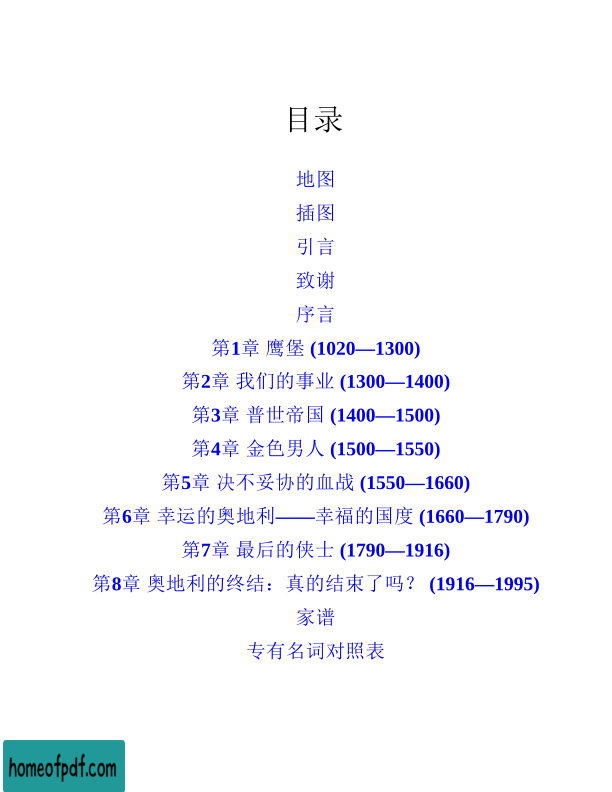 目录
地图
插图
引言
致谢
序言
第1章 鹰堡 (1020—1300)
第2章 我们的事业 (1300—1400)
第3章 普世帝国 (1400—1500)
第4章 金色男人 (1500—1550)
第5章 决不妥协的血战 (1550—1660)
第6章 幸运的奥地利——幸福的国度 (1660—1790)
第7章 最后的侠士 (1790—1916)
第8章 奥地利的终结：真的结束了吗？ (1916—1995)
家谱
专有名词对照表
homeofpdf.com